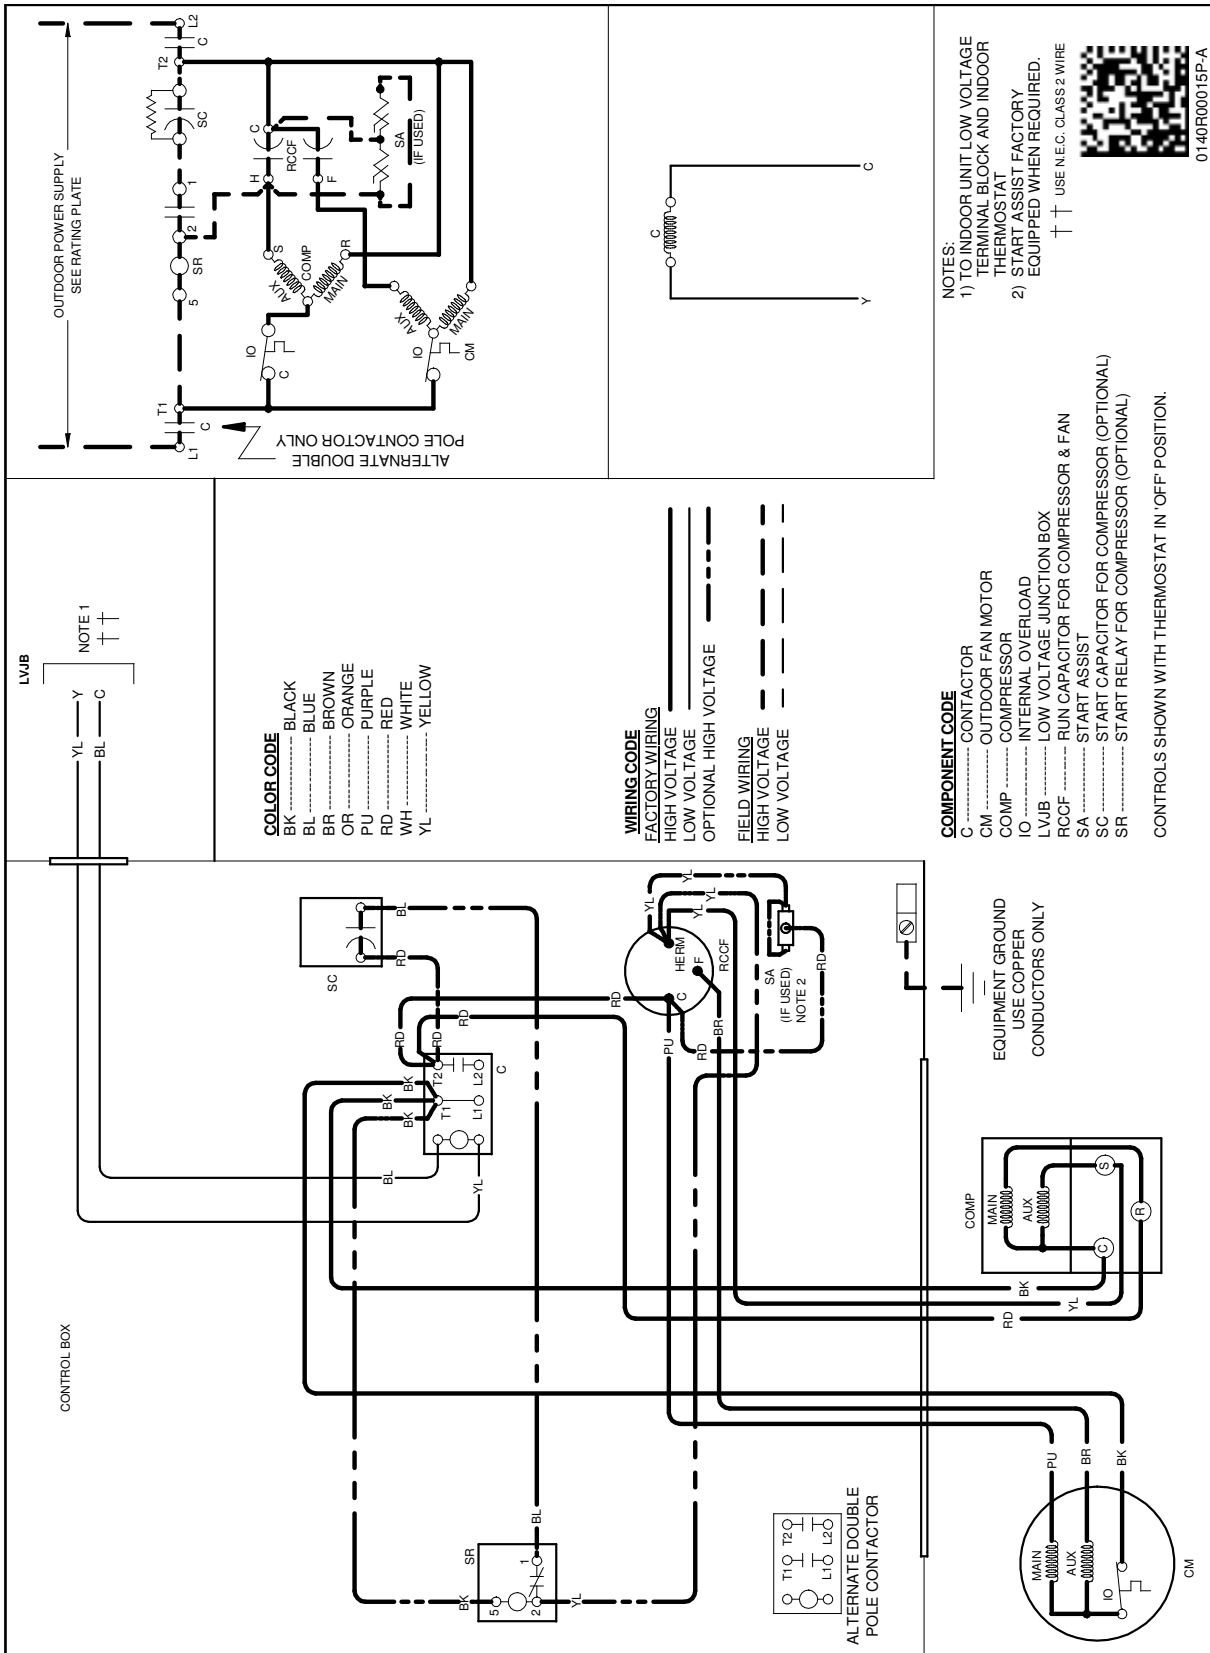 L2
C
T2
SC
1
2
SR
5
T1
C
L1
OUTDOOR POWER SUPPLY
SEE RATING PLATE
ALTERNATE DOUBLE
POLE CONTACTOR ONLY
C
RCCF
H
F
SA
(IF USED)
S
AUX
COMP
MAIN
R
IO
C
AUX
MAIN
IO
CM
C
C
Y
NOTES:
1) TO INDOOR UNIT LOW VOLTAGE
TERMINAL BLOCK AND INDOOR
THERMOSTAT
2) START ASSIST FACTORY
EQUIPPED WHEN REQUIRED.
†† USE N.E.C. CLASS 2 WIRE
0140R00015P-A
LVJB
NOTE 1
††
YL
Y
BL
C
COLOR CODE
BK ---------- BLACK
BL ---------- BLUE
BR ---------- BROWN
OR ---------- ORANGE
PU ---------- PURPLE
RD ---------- RED
WH ---------- WHITE
YL ---------- YELLOW
WIRING CODE
FACTORY WIRING
HIGH VOLTAGE
LOW VOLTAGE
OPTIONAL HIGH VOLTAGE
FIELD WIRING
HIGH VOLTAGE
LOW VOLTAGE
COMPONENT CODE
C ---------- CONTACTOR
CM ---------- OUTDOOR FAN MOTOR
COMP ---------- COMPRESSOR
IO ---------- INTERNAL OVERLOAD
LVJB ---------- LOW VOLTAGE JUNCTION BOX
RCCF ---------- RUN CAPACITOR FOR COMPRESSOR & FAN
SA ---------- START ASSIST
SC ---------- START CAPACITOR FOR COMPRESSOR (OPTIONAL)
SR ---------- START RELAY FOR COMPRESSOR (OPTIONAL)
CONTROLS SHOWN WITH THERMOSTAT IN 'OFF' POSITION.
CONTROL BOX
SC
BL
RD
RD
RD
RD
RD
BK
BK
BK
T2
T1
L2
L1
C
BL
YL
YL
YL
YL
YL
HERM
F
C
RCCF
SA
(IF USED)
NOTE 2
RD
PU
RD
BR
EQUIPMENT GROUND
USE COPPER
CONDUCTORS ONLY
COMP
MAIN
AUX
S
C
R
BK
YL
RD
SR
BL
1
5
2
BK
YL
T1
T2
L1
L2
ALTERNATE DOUBLE
POLE CONTACTOR
PU
BR
BK
MAIN
AUX
IO
CM